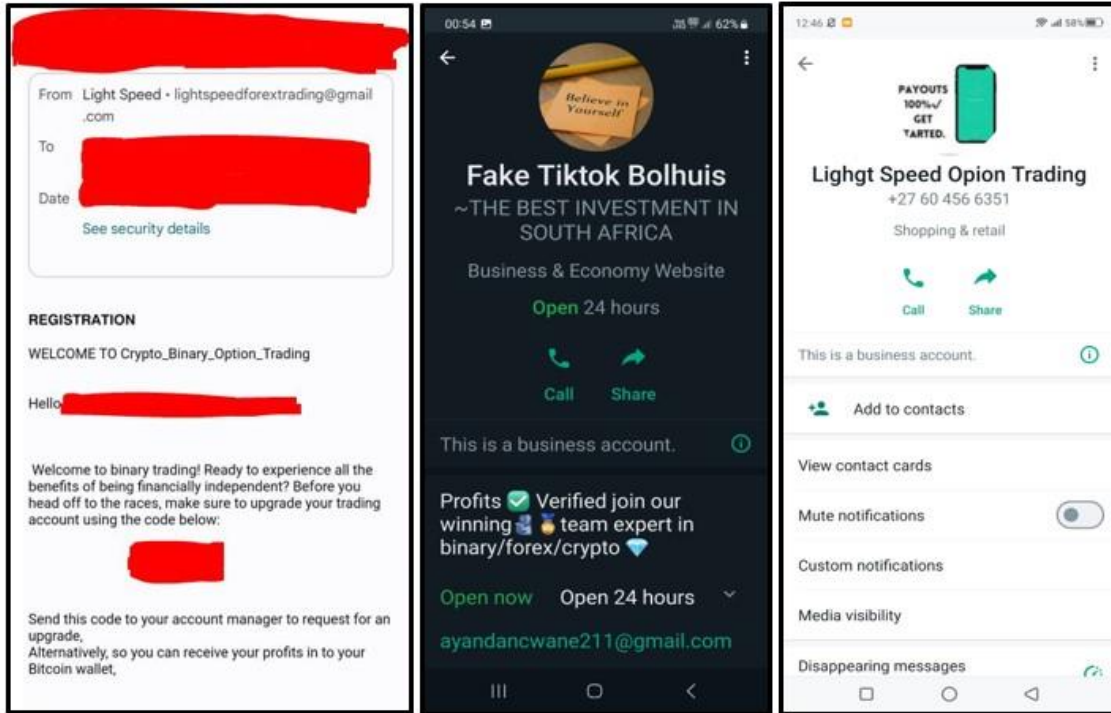 From Light Speed • lightspeedforextrading@gmail
.com
To
Date
See security details
REGISTRATION
WELCOME TO Crypto_Binary_Option_Trading
Hello
Welcome to binary trading! Ready to experience all the
benefits of being financially independent? Before you
head off to the races, make sure to upgrade your trading
account using the code below:
Send this code to your account manager to request for an
upgrade,
Alternatively, so you can receive your profits in to your
Bitcoin wallet,
00:54 62%
Believe in
Yourself
Fake Tiktok Bolhuis
~THE BEST INVESTMENT IN
SOUTH AFRICA
Business & Economy Website
Open 24 hours
Call Share
This is a business account.
Profits ✅ Verified join our
winning 🥇 team expert in
binary/forex/crypto 💎
Open now Open 24 hours
ayandancwane211@gmail.com
12:46 58%
PAYOUTS
100%✓
GET
TARTED.
Lighgt Speed Opion Trading
+27 60 456 6351
Shopping & retail
Call Share
This is a business account.
Add to contacts
View contact cards
Mute notifications
Custom notifications
Media visibility
Disappearing messages